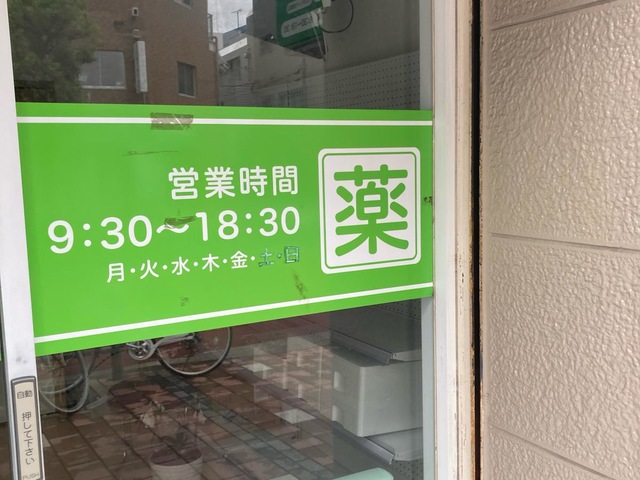 営業時間
9:30～18:30
月・火・水・木・金・土・日
薬
自動
押して下さい
PUSH